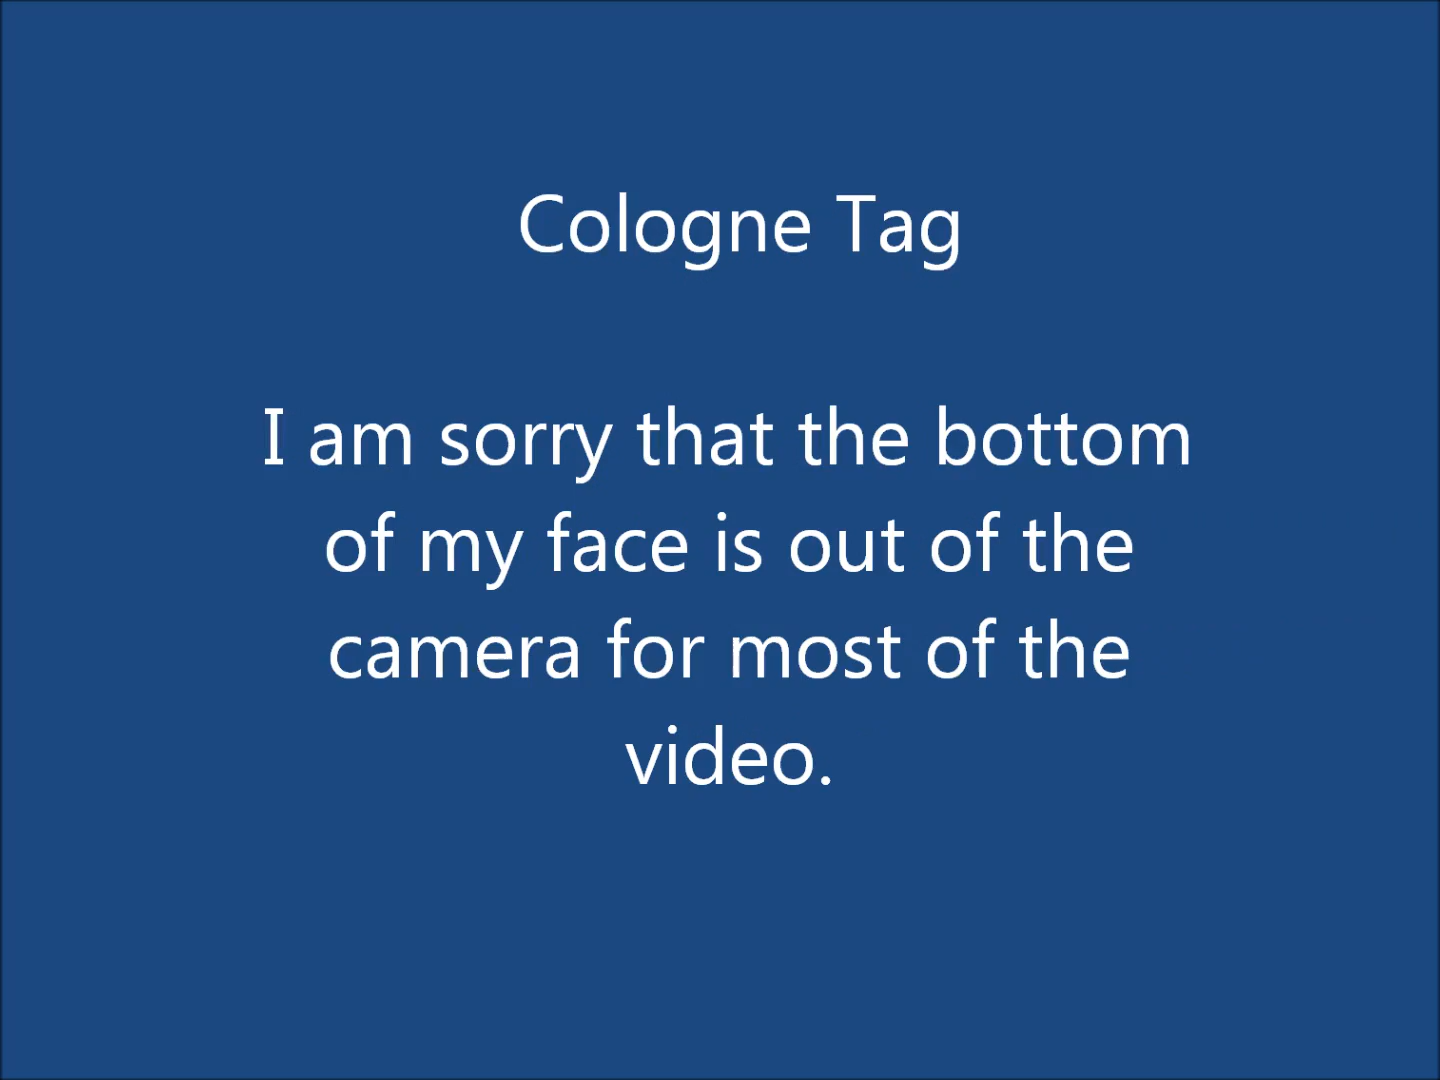 Cologne Tag
I am sorry that the bottom
of my face is out of the
camera for most of the
video.